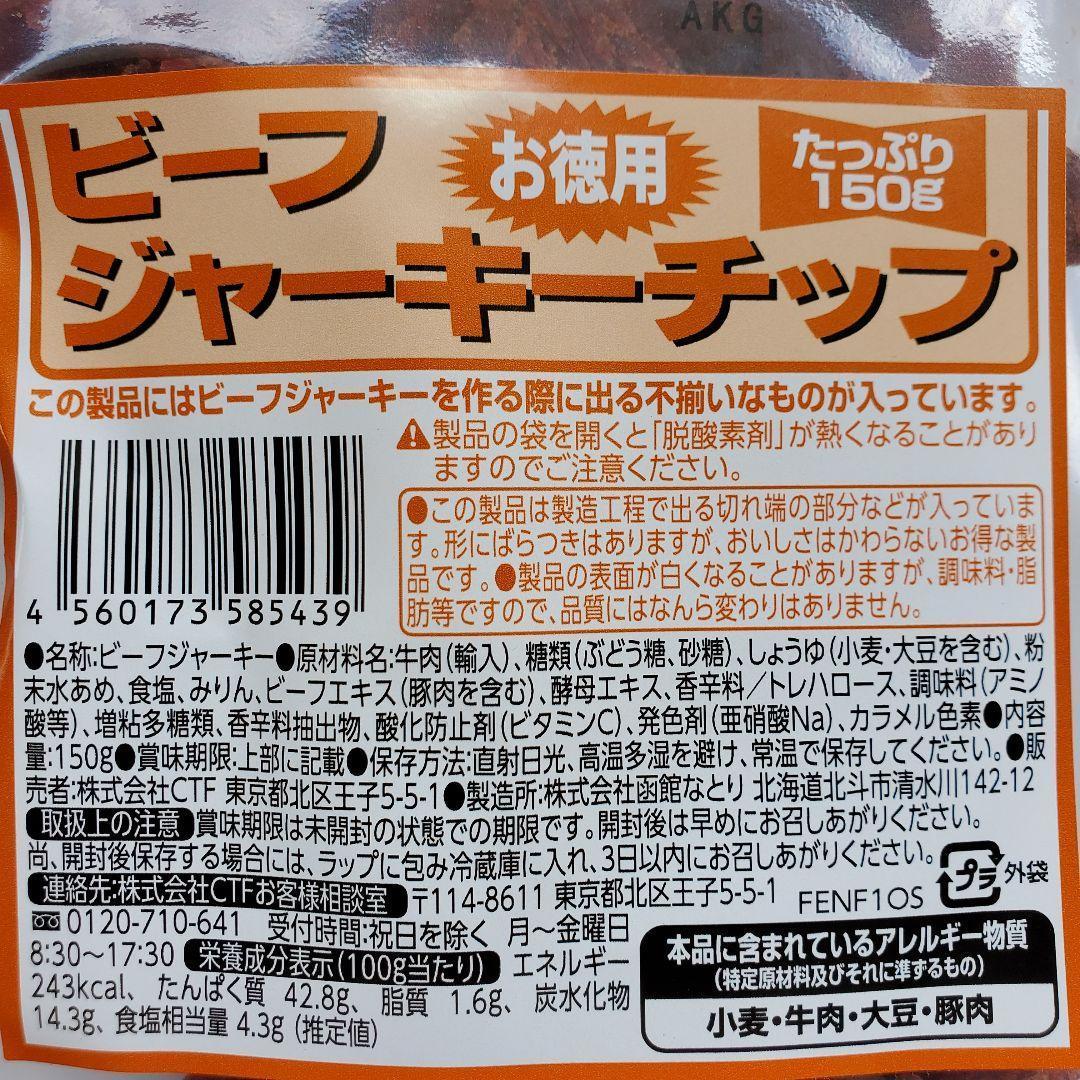 AKG
ビーフ
お徳用
たっぷり
150g
ジャーキーチップ
この製品にはビーフジャーキーを作る際に出る不揃いなものが入っています。
製品の袋を開くと「脱酸素剤」が熱くなることがあり
ますのでご注意ください。
●この製品は製造工程で出る切れ端の部分などが入っていま
す。形にばらつきはありますが、おいしさはかわらないお得な製
品です。●製品の表面が白くなることがありますが、調味料・脂
肪等ですので、品質にはなんら変わりはありません。
4 560173 585439
●名称:ビーフジャーキー●原材料名:牛肉(輸入)、糖類(ぶどう糖、砂糖)、しょうゆ(小麦・大豆を含む)、粉
末水あめ、食塩、みりん、ビーフエキス(豚肉を含む)、酵母エキス、香辛料／トレハロース、調味料(アミノ
酸等)、増粘多糖類、香辛料抽出物、酸化防止剤(ビタミンC)、発色剤(亜硝酸Na)、カラメル色素●内容
量:150g●賞味期限:上部に記載●保存方法:直射日光、高温多湿を避け、常温で保存してください。●販
売者:株式会社CTF 東京都北区王子5-5-1●製造所:株式会社函館なとり 北海道北斗市清水川142-12
取扱上の注意 賞味期限は未開封の状態での期限です。開封後は早めにお召しあがりください。
尚、開封後保存する場合には、ラップに包み冷蔵庫に入れ、3日以内にお召しあがりください。
プラ 外袋
連絡先:株式会社CTFお客様相談室 〒114-8611 東京都北区王子5-5-1 FENF1OS
0120-710-641 受付時間:祝日を除く 月〜金曜日
8:30〜17:30 栄養成分表示(100g当たり) エネルギー
243kcal、たんぱく質 42.8g、脂質 1.6g、炭水化物
14.3g、食塩相当量 4.3g (推定値)
本品に含まれているアレルギー物質
(特定原材料及びそれに準ずるもの)
小麦・牛肉・大豆・豚肉